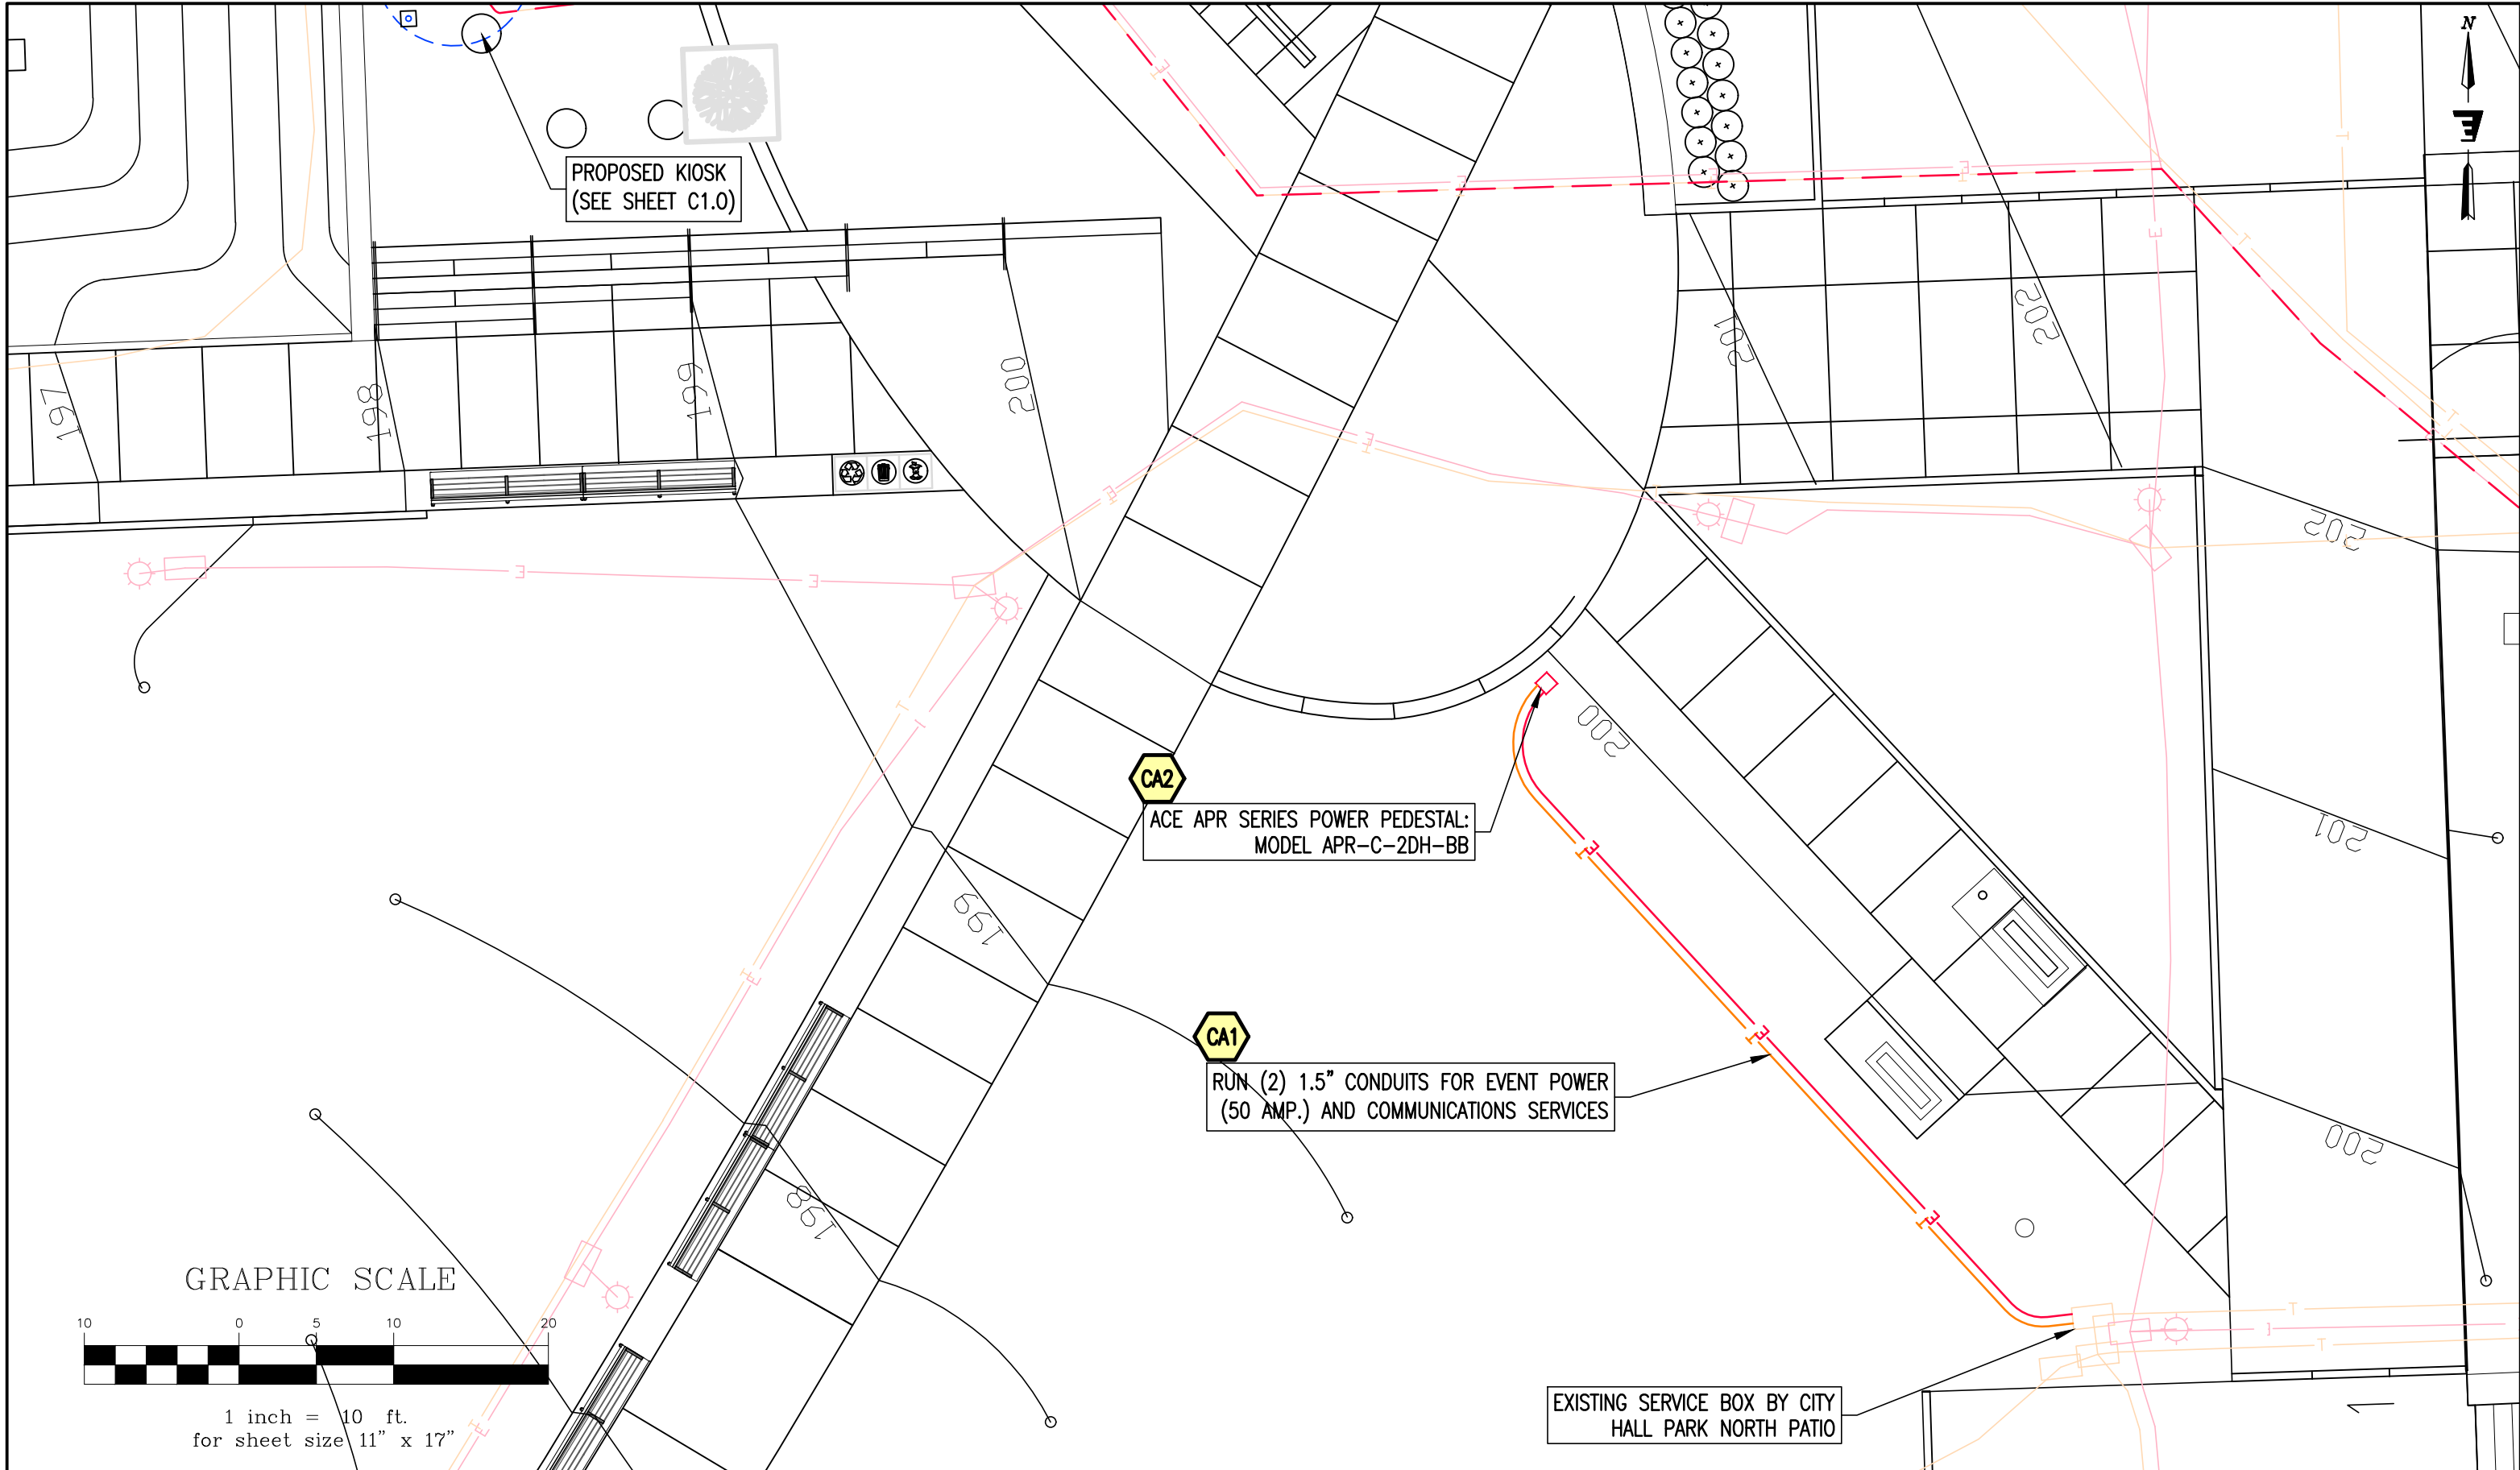 N
PROPOSED KIOSK
(SEE SHEET C1.0)
197
198
199
200
201
202
202
200
201
199
198
200
CA2
ACE APR SERIES POWER PEDESTAL:
MODEL APR-C-2DH-BB
CA1
RUN (2) 1.5" CONDUITS FOR EVENT POWER
(50 AMP.) AND COMMUNICATIONS SERVICES
EXISTING SERVICE BOX BY CITY
HALL PARK NORTH PATIO
GRAPHIC SCALE
10 0 5 10 20
1 inch = 10 ft.
for sheet size 11" x 17"